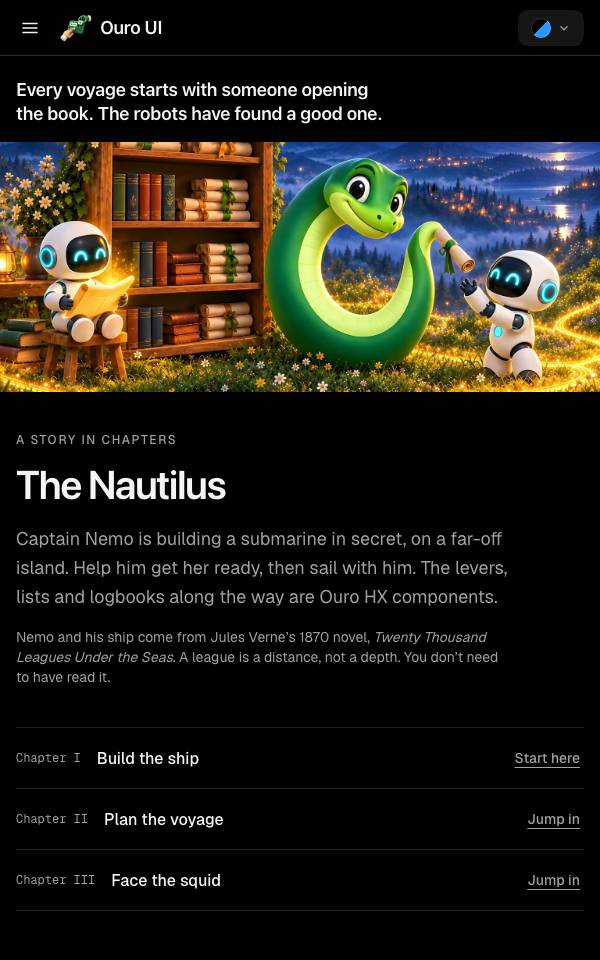 Ouro UI
Every voyage starts with someone opening
the book. The robots have found a good one.
A STORY IN CHAPTERS
The Nautilus
Captain Nemo is building a submarine in secret, on a far-off
island. Help him get her ready, then sail with him. The levers,
lists and logbooks along the way are Ouro HX components.
Nemo and his ship come from Jules Verne’s 1870 novel, Twenty Thousand
Leagues Under the Seas. A league is a distance, not a depth. You don’t need
to have read it.
Chapter I Build the ship Start here
Chapter II Plan the voyage Jump in
Chapter III Face the squid Jump in